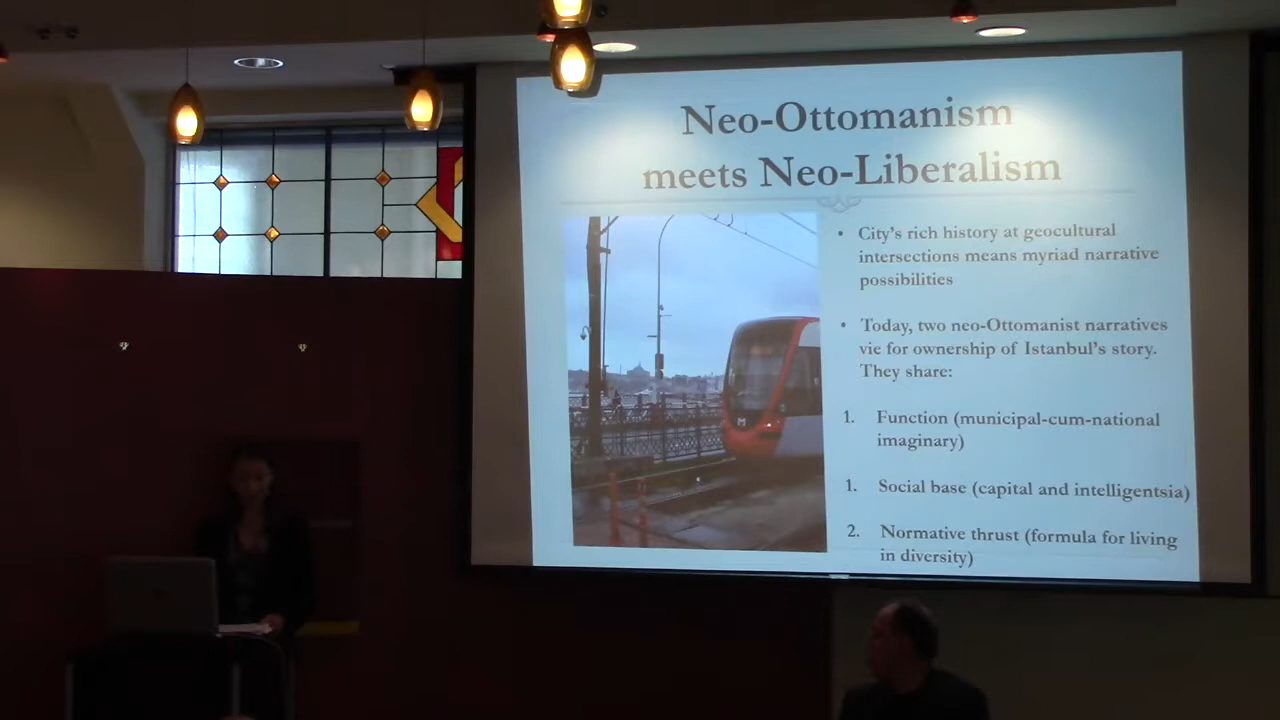 Neo-Ottomanism
meets Neo-Liberalism
• City's rich history at geocultural
intersections means myriad narrative
possibilities
• Today, two neo-Ottomanist narratives
vie for ownership of Istanbul's story.
They share:
1. Function (municipal-cum-national
imaginary)
1. Social base (capital and intelligentsia)
2. Normative thrust (formula for living
in diversity)